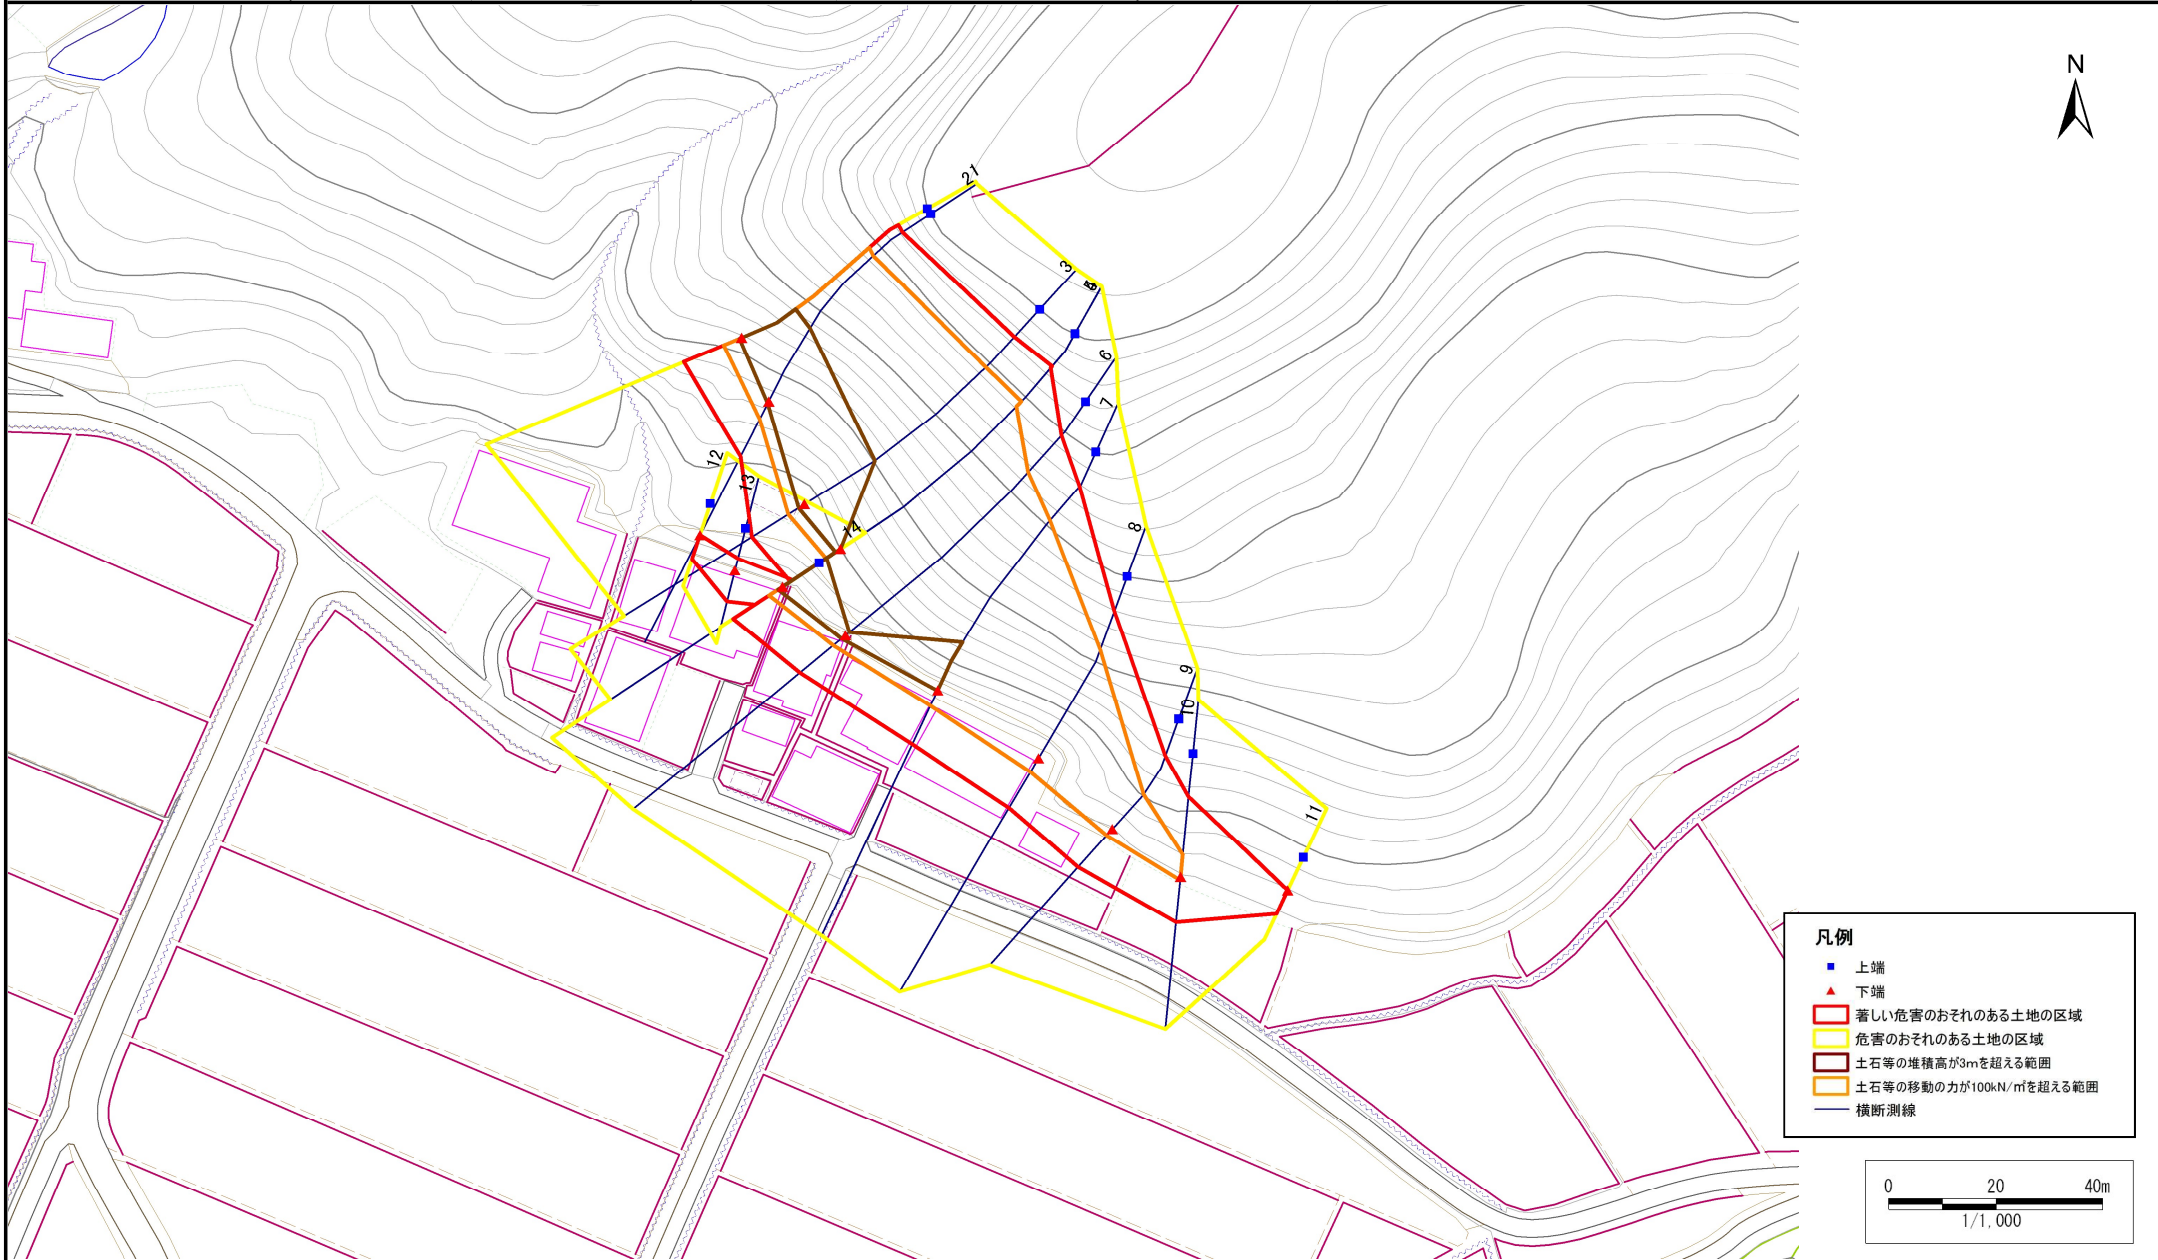 N
21
3
5
6
7
8
9
10
11
12
13
14
凡例
上端
下端
著しい危害のおそれのある土地の区域
危害のおそれのある土地の区域
土石等の堆積高が3mを超える範囲
土石等の移動の力が100kN/㎡を超える範囲
横断測線
0 20 40m
1/1,000